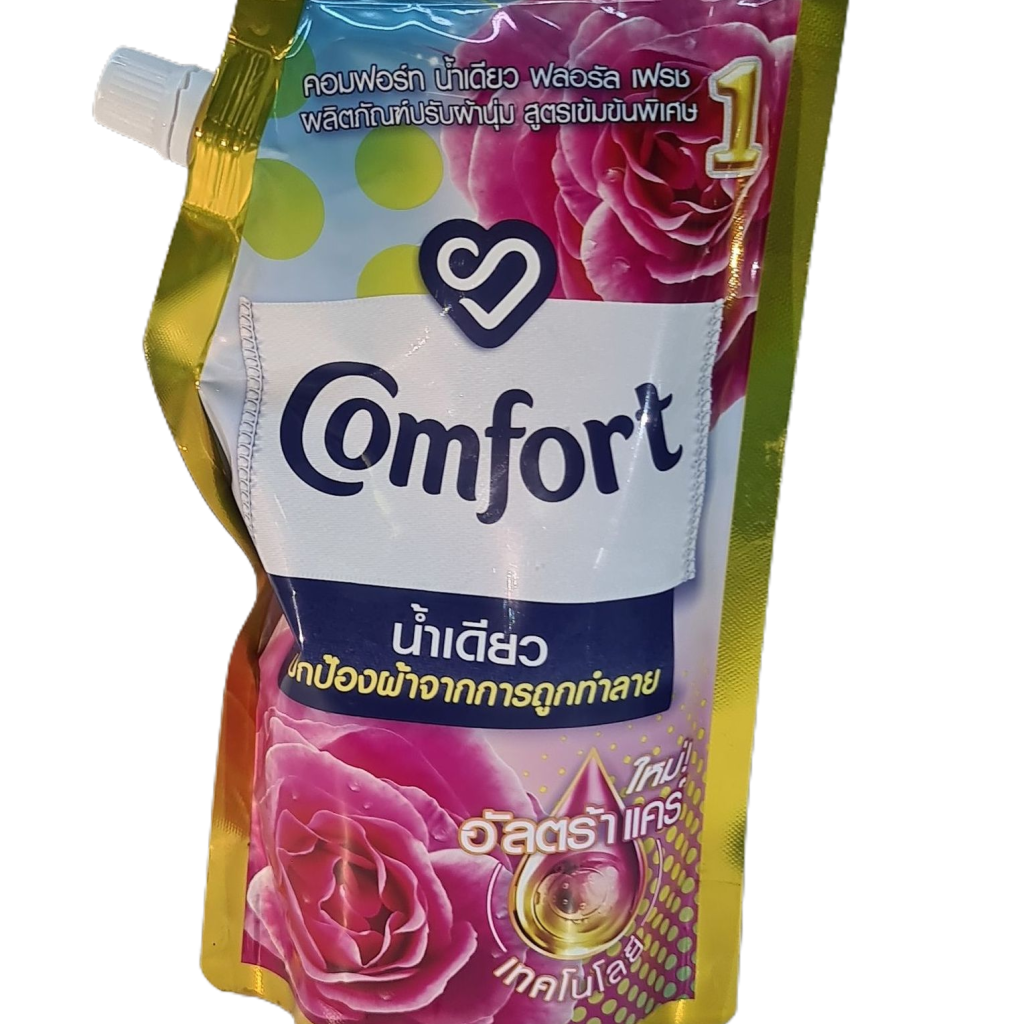 คอมฟอร์ท น้ำเดียว ฟลอรัล เฟรช
ผลิตภัณฑ์ปรับผ้านุ่ม สูตรเข้มข้นพิเศษ
1
Comfort
น้ำเดียว
ปกป้องผ้าจากการถูกทำลาย
ใหม่!
อัลตร้า แคร์
เทคโนโลยี